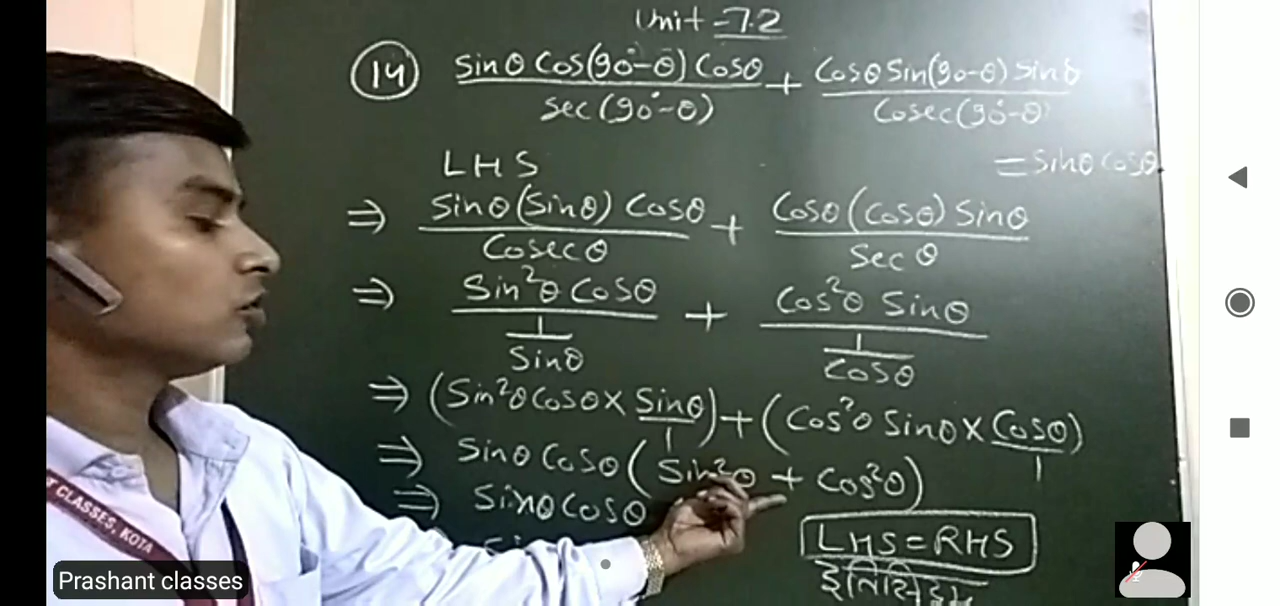 Unit-7.2
(14) sinθ Cos(90°-θ) Cosθ / sec(90°-θ) + Cosθ Sin(90-θ) Sinθ / Cosec(90°-θ)
= Sinθ Cosθ
LHS
⇒ Sinθ(Sinθ) Cosθ / Cosecθ + Cosθ(Cosθ) Sinθ / Sec θ
⇒ Sin²θ Cosθ / (1/Sinθ) + Cos²θ Sinθ / (1/Cosθ)
⇒ (Sin²θ Cosθ × Sinθ/1) + (Cos²θ Sinθ × Cosθ/1)
⇒ Sinθ Cosθ (Sin²θ + Cos²θ)
⇒ Sinθ Cosθ
LHS = RHS
CLASSES, KOTA
Prashant classes